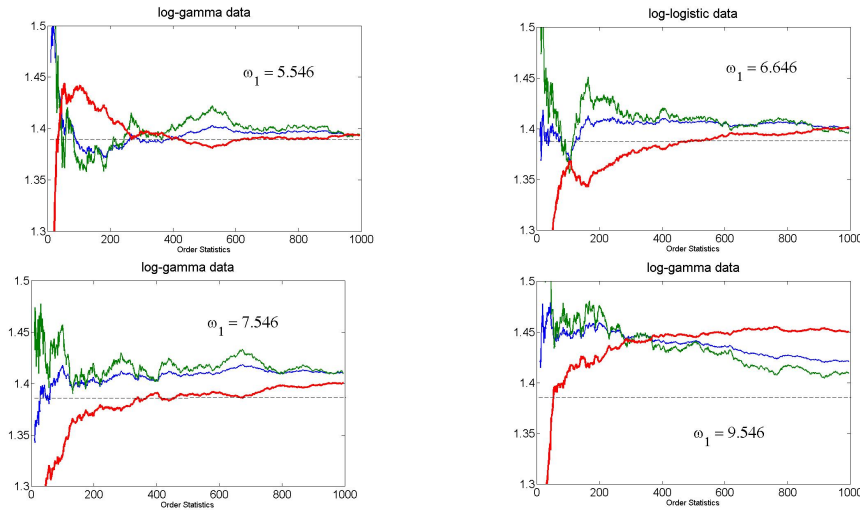 log-gamma data
1.5
1.45
1.4
1.35
1.3
ω1 = 5.546
0 200 400 600 800 1000
Order Statistics
log-logistic data
1.5
1.45
1.4
1.35
1.3
ω1 = 6.646
0 200 400 600 800 1000
Order Statistics
log-gamma data
1.5
1.45
1.4
1.35
1.3
ω1 = 7.546
0 200 400 600 800 1000
Order Statistics
log-gamma data
1.5
1.45
1.4
1.35
1.3
ω1 = 9.546
0 200 400 600 800 1000
Order Statistics